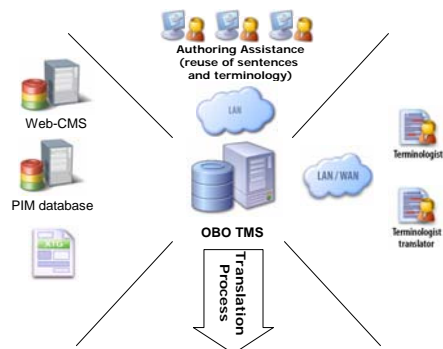 Authoring Assistance
(reuse of sentences
and terminology)
LAN
Web-CMS
PIM database
LAN / WAN
Terminologist
Terminologist
translator
OBO TMS
Translation
Process